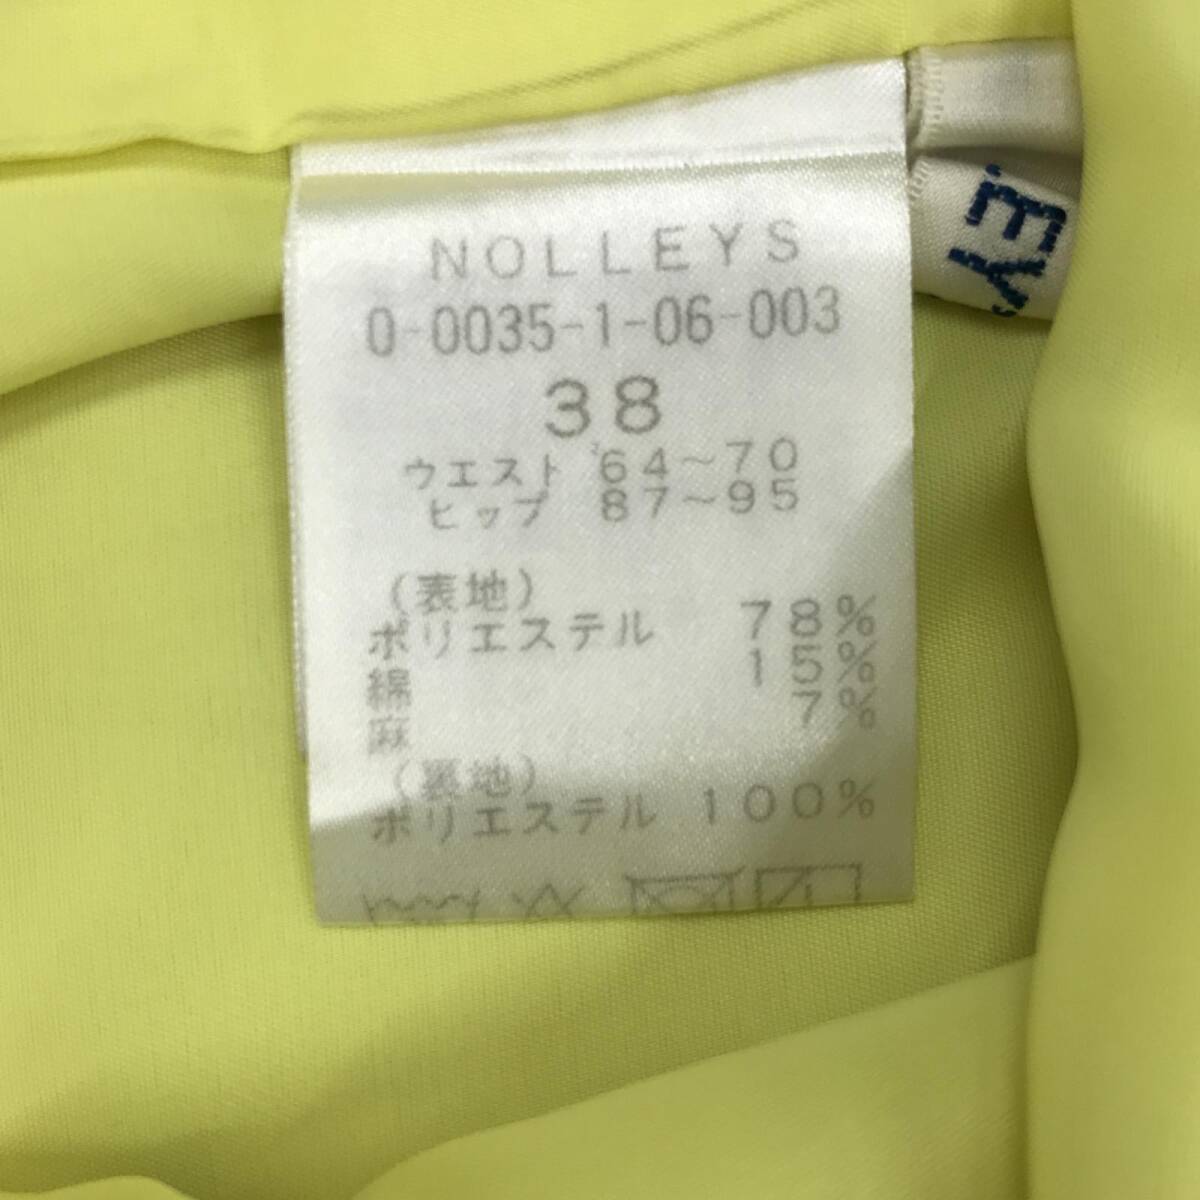 NOLLEYS
0-0035-1-06-003
38
ウエスト 64～70
ヒップ 87～95
(表地)
ポリエステル 78%
綿 15%
麻 7%
(裏地)
ポリエステル 100%
.EY.